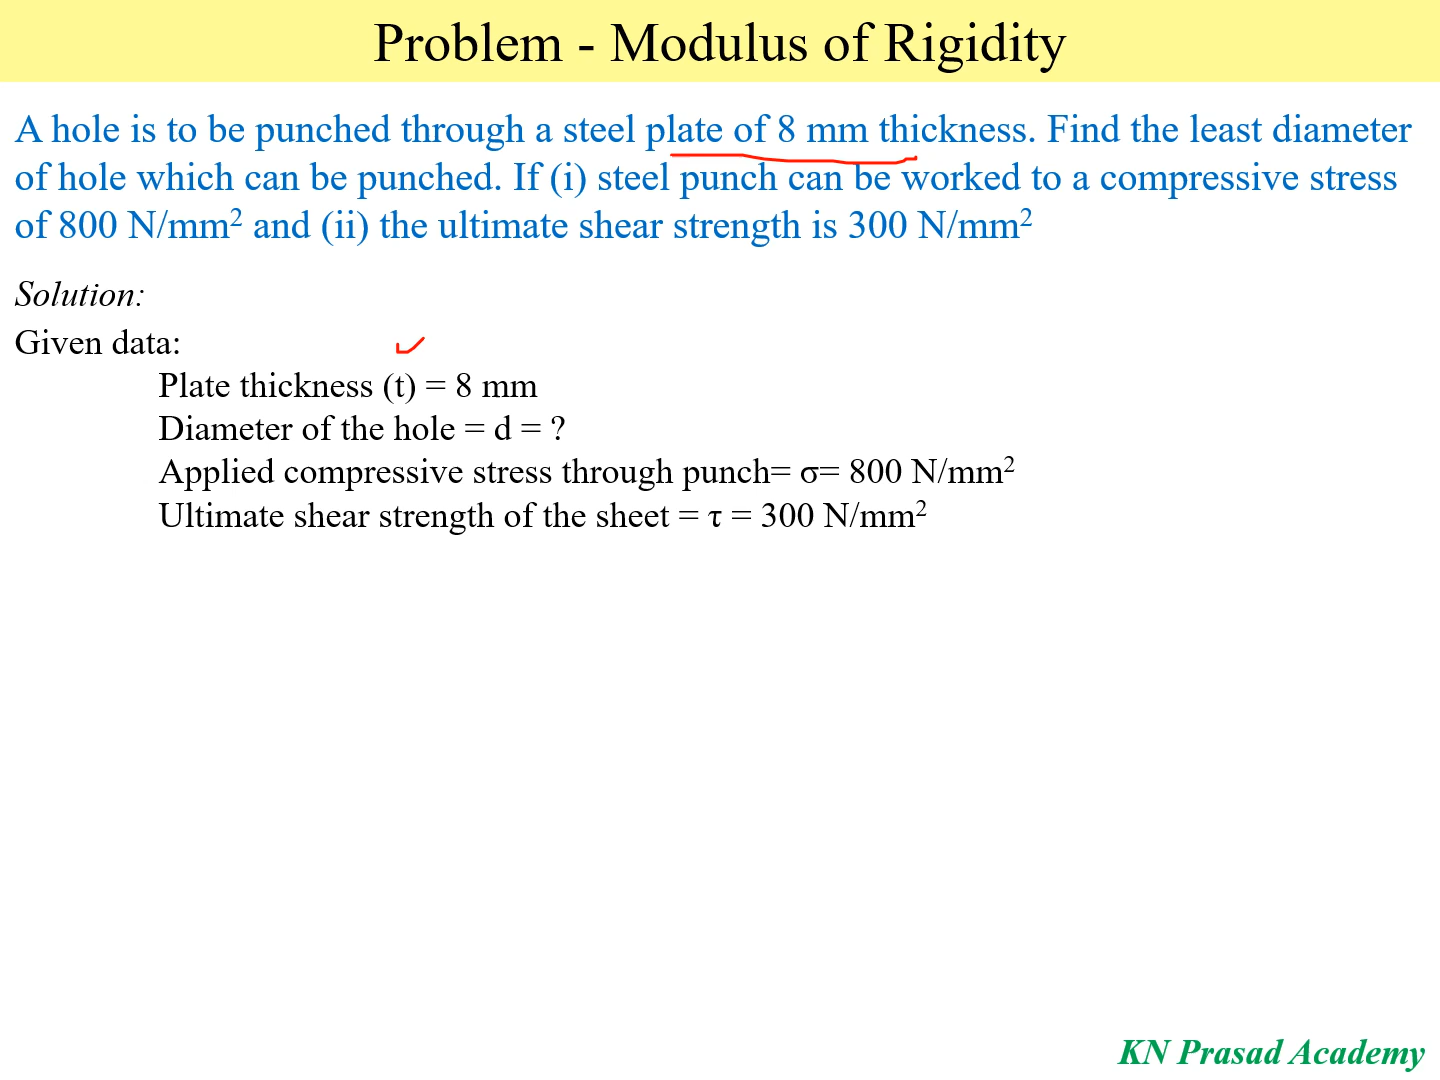 Problem - Modulus of Rigidity
A hole is to be punched through a steel plate of 8 mm thickness. Find the least diameter
of hole which can be punched. If (i) steel punch can be worked to a compressive stress
of 800 N/mm² and (ii) the ultimate shear strength is 300 N/mm²
Solution:
Given data:
Plate thickness (t) = 8 mm
Diameter of the hole = d = ?
Applied compressive stress through punch= σ= 800 N/mm²
Ultimate shear strength of the sheet = τ = 300 N/mm²
KN Prasad Academy